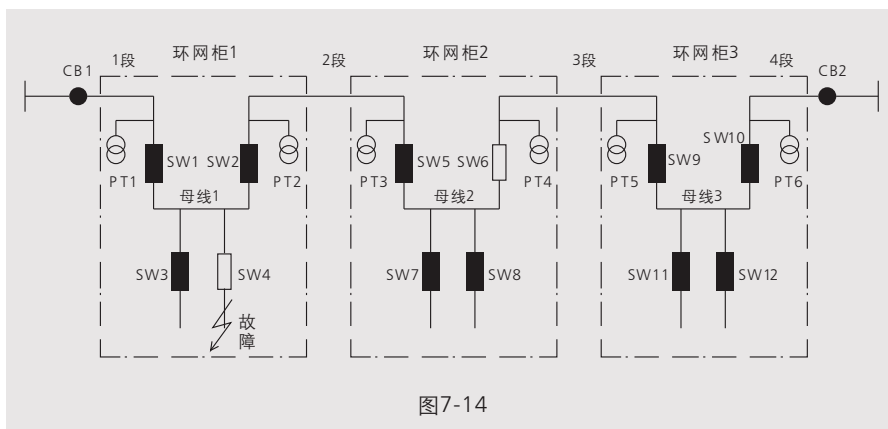 环网柜1
环网柜2
环网柜3
1段
2段
3段
4段
CB1
CB2
SW1
SW2
SW5
SW6
SW9
SW10
PT1
PT2
PT3
PT4
PT5
PT6
母线1
母线2
母线3
SW3
SW4
SW7
SW8
SW11
SW12
故
障
图7-14